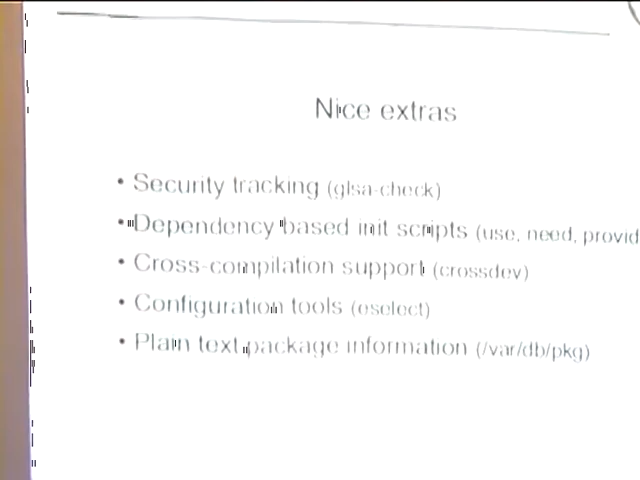 Nice extras
• Security tracking (glsa-check)
• Dependency based init scripts (use, need, provid
• Cross-compilation support (crossdev)
• Configuration tools (eselect)
• Plain text package information (/var/db/pkg)